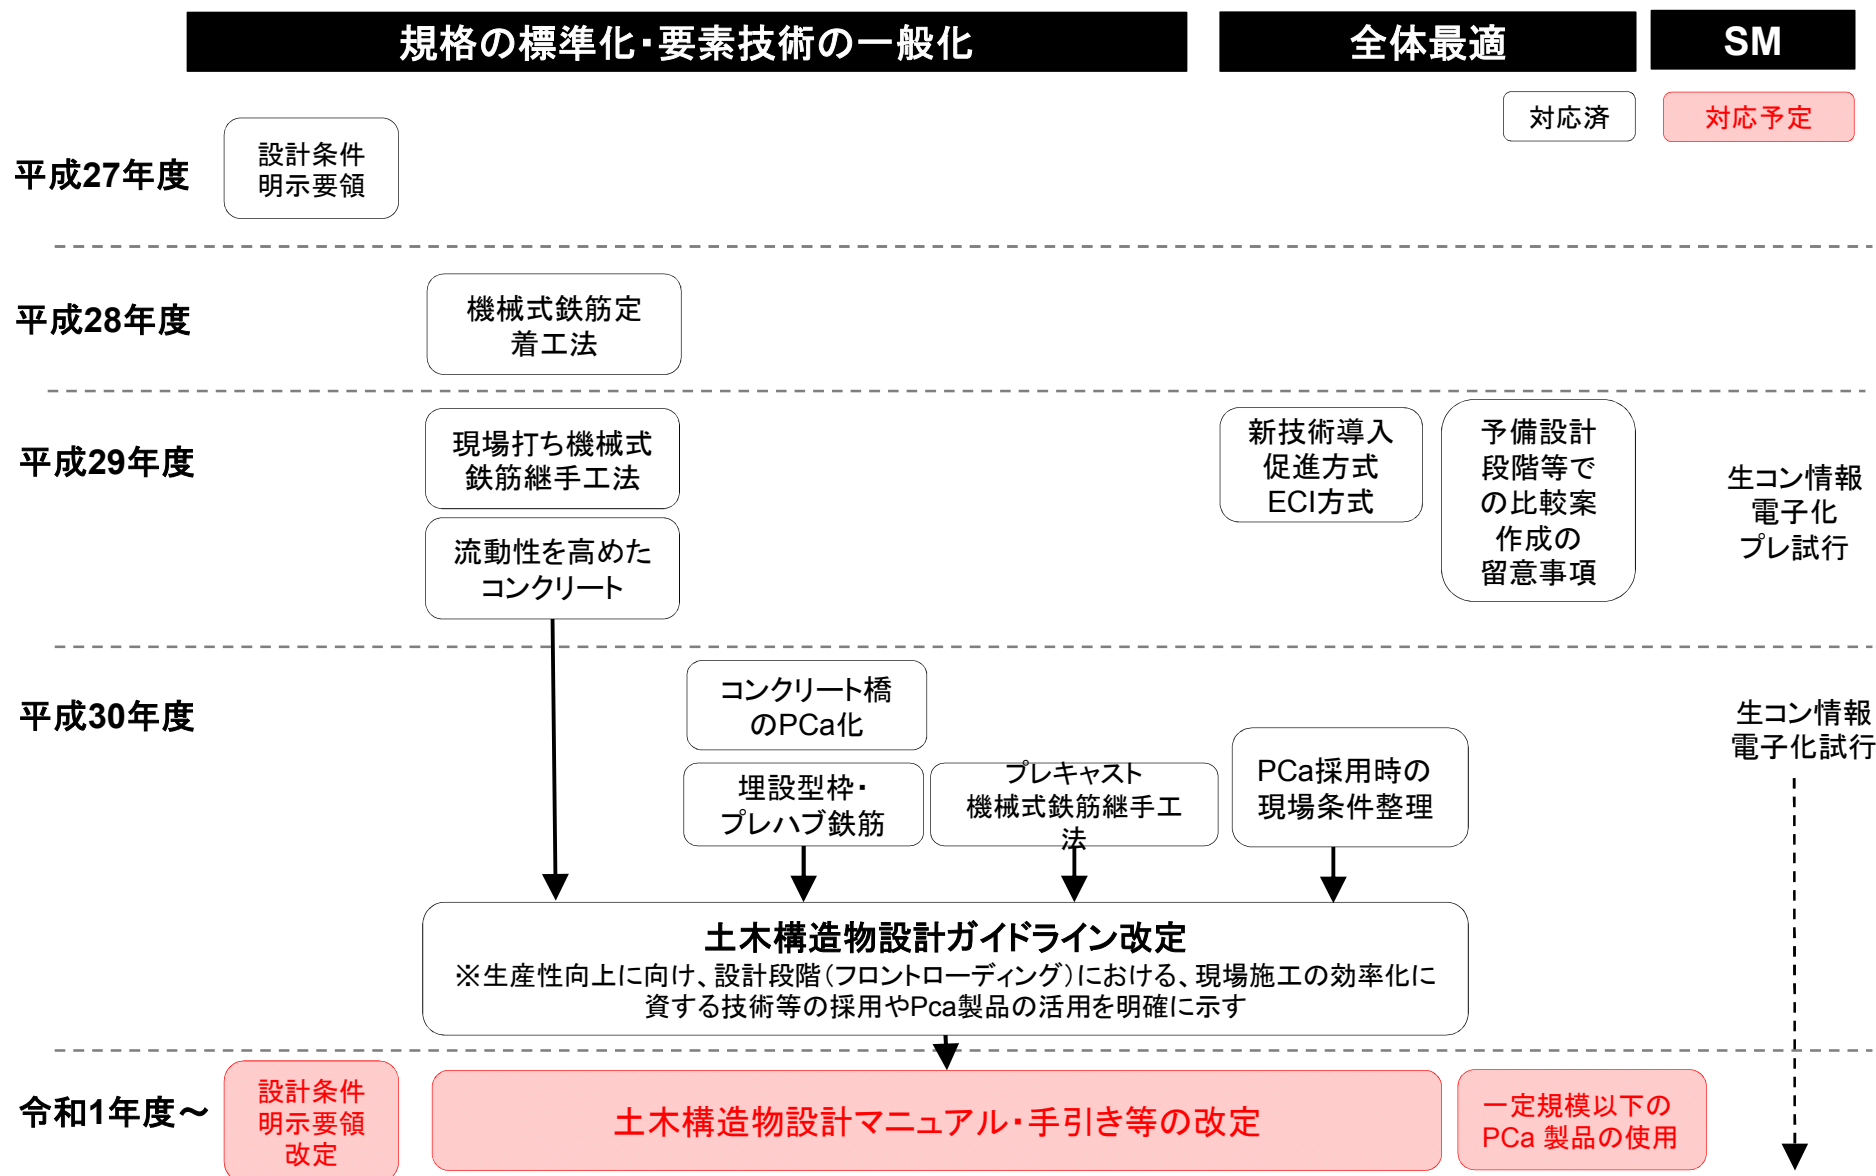 規格の標準化・要素技術の一般化
全体最適
SM
対応済
対応予定
平成27年度
設計条件
明示要領
平成28年度
機械式鉄筋定
着工法
平成29年度
現場打ち機械式
鉄筋継手工法
流動性を高めた
コンクリート
新技術導入
促進方式
ECI方式
予備設計
段階等で
の比較案
作成の
留意事項
生コン情報
電子化
プレ試行
平成30年度
コンクリート橋
のPCa化
埋設型枠・
プレハブ鉄筋
プレキャスト
機械式鉄筋継手工
法
PCa採用時の
現場条件整理
生コン情報
電子化試行
土木構造物設計ガイドライン改定
※生産性向上に向け、設計段階（フロントローディング）における、現場施工の効率化に
資する技術等の採用やPca製品の活用を明確に示す
令和1年度～
設計条件
明示要領
改定
土木構造物設計マニュアル・手引き等の改定
一定規模以下の
PCa 製品の使用